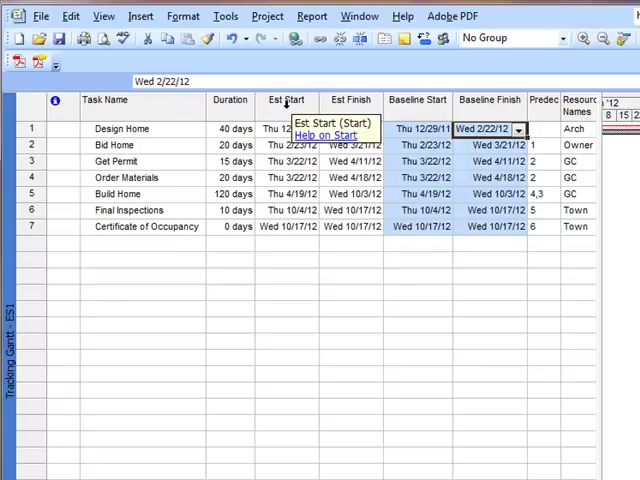 File Edit View Insert Format Tools Project Report Window Help Adobe PDF
No Group
Wed 2/22/12
Task Name Duration Est Start Est Finish Baseline Start Baseline Finish Predec Resourc Names '12
8 15 22
1 Design Home 40 days Thu 12 Thu 12/29/11 Wed 2/22/12 Arch
Est Start (Start)
Help on Start
2 Bid Home 20 days Thu 2/23/12 Wed 3/21/12 Thu 2/23/12 Wed 3/21/12 1 Owner
3 Get Permit 15 days Thu 3/22/12 Wed 4/11/12 Thu 3/22/12 Wed 4/11/12 2 GC
4 Order Materials 20 days Thu 3/22/12 Wed 4/18/12 Thu 3/22/12 Wed 4/18/12 2 GC
5 Build Home 120 days Thu 4/19/12 Wed 10/3/12 Thu 4/19/12 Wed 10/3/12 4,3 GC
6 Final Inspections 10 days Thu 10/4/12 Wed 10/17/12 Thu 10/4/12 Wed 10/17/12 5 Town
7 Certificate of Occupancy 0 days Wed 10/17/12 Wed 10/17/12 Wed 10/17/12 Wed 10/17/12 6 Town
Tracking Gantt - ES1